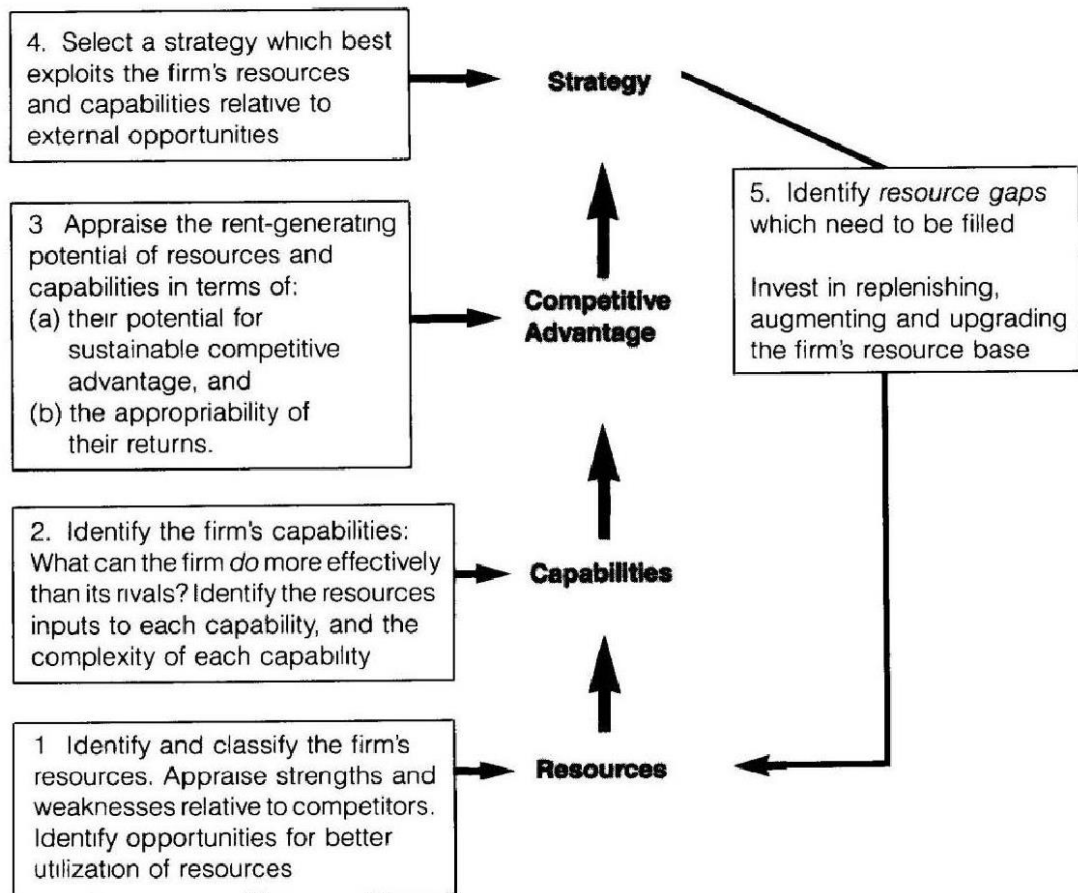 4. Select a strategy which best
exploits the firm's resources
and capabilities relative to
external opportunities
Strategy
3 Appraise the rent-generating
potential of resources and
capabilities in terms of:
(a) their potential for
sustainable competitive
advantage, and
(b) the appropriability of
their returns.
Competitive
Advantage
5. Identify resource gaps
which need to be filled
Invest in replenishing,
augmenting and upgrading
the firm's resource base
2. Identify the firm's capabilities:
What can the firm do more effectively
than its rivals? Identify the resources
inputs to each capability, and the
complexity of each capability
Capabilities
1 Identify and classify the firm's
resources. Appraise strengths and
weaknesses relative to competitors.
Identify opportunities for better
utilization of resources
Resources